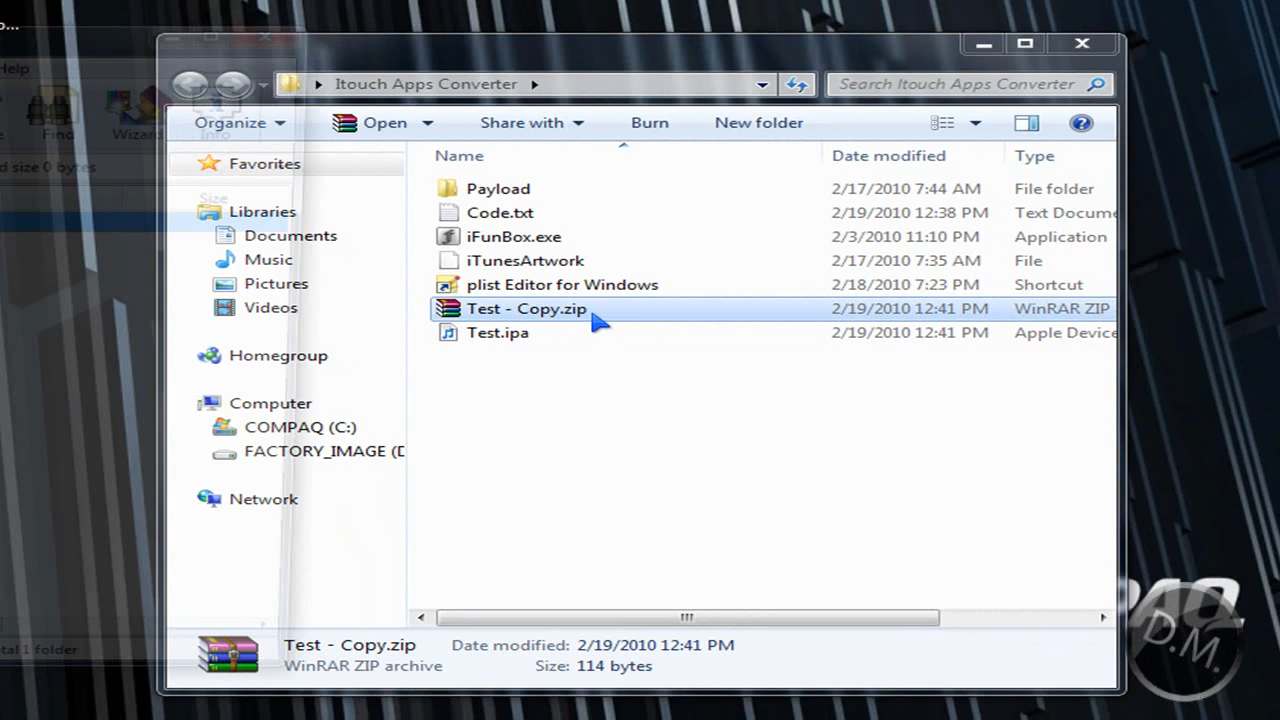 o...
Help
Find
Wizard
Info
d size 0 bytes
Size
otal 1 folder
Itouch Apps Converter
Search Itouch Apps Converter
Organize
Open
Share with
Burn
New folder
Favorites
Libraries
Documents
Music
Pictures
Videos
Homegroup
Computer
COMPAQ (C:)
FACTORY_IMAGE (D
Network
Name Date modified Type
Payload 2/17/2010 7:44 AM File folder
Code.txt 2/19/2010 12:38 PM Text Docume
iFunBox.exe 2/3/2010 11:10 PM Application
iTunesArtwork 2/17/2010 7:35 AM File
plist Editor for Windows 2/18/2010 7:23 PM Shortcut
Test - Copy.zip 2/19/2010 12:41 PM WinRAR ZIP
Test.ipa 2/19/2010 12:41 PM Apple Device
Test - Copy.zip Date modified: 2/19/2010 12:41 PM
WinRAR ZIP archive Size: 114 bytes
D.M.